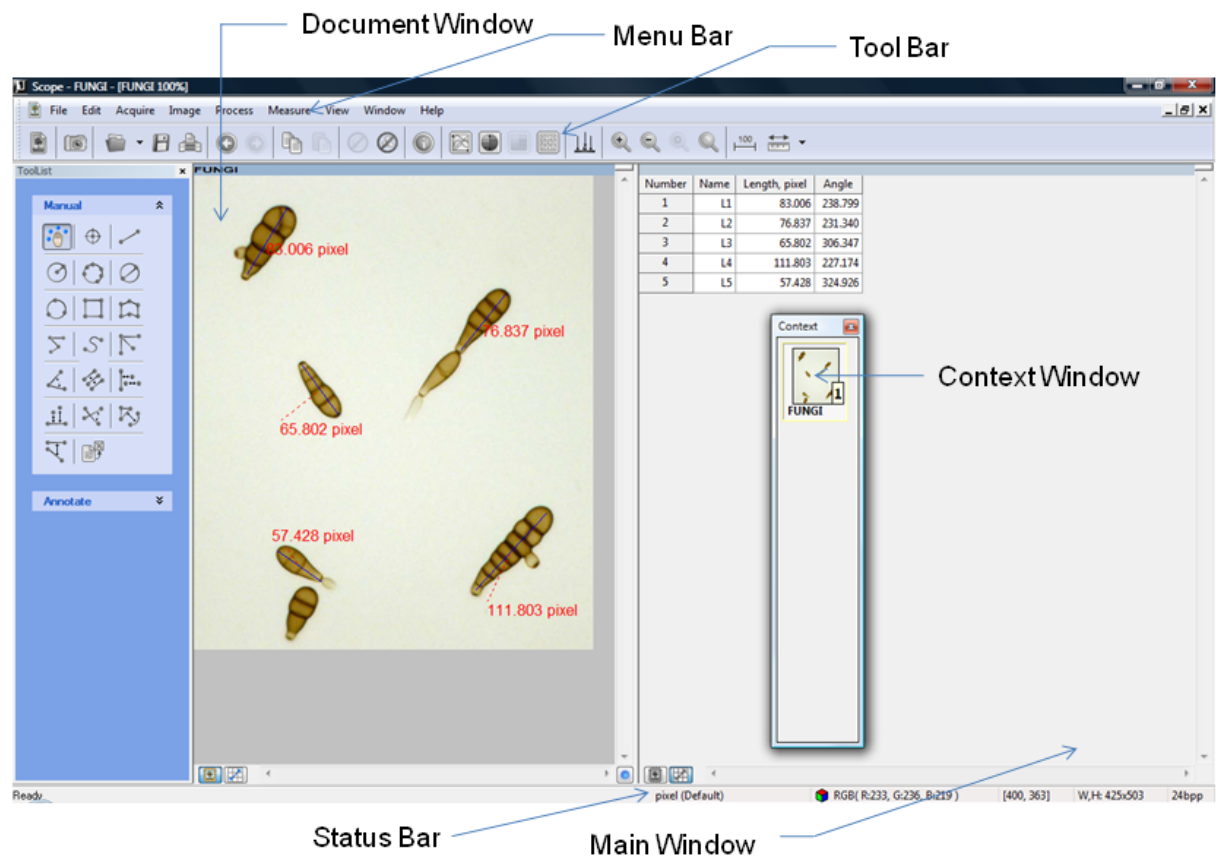 Document Window
Menu Bar
Tool Bar
Scope - FUNGI - [FUNGI 100%]
File Edit Acquire Image Process Measure View Window Help
100
ToolList
FUNGI
Manual
Annotate
83.006 pixel
76.837 pixel
65.802 pixel
57.428 pixel
111.803 pixel
Number Name Length, pixel Angle
1 L1 83.006 238.799
2 L2 76.837 231.340
3 L3 65.802 306.347
4 L4 111.803 227.174
5 L5 57.428 324.926
Context
1
FUNGI
Context Window
Ready
pixel (Default) RGB( R:233, G:236, B:219 ) [400, 363] W,H: 425x503 24bpp
Status Bar
Main Window